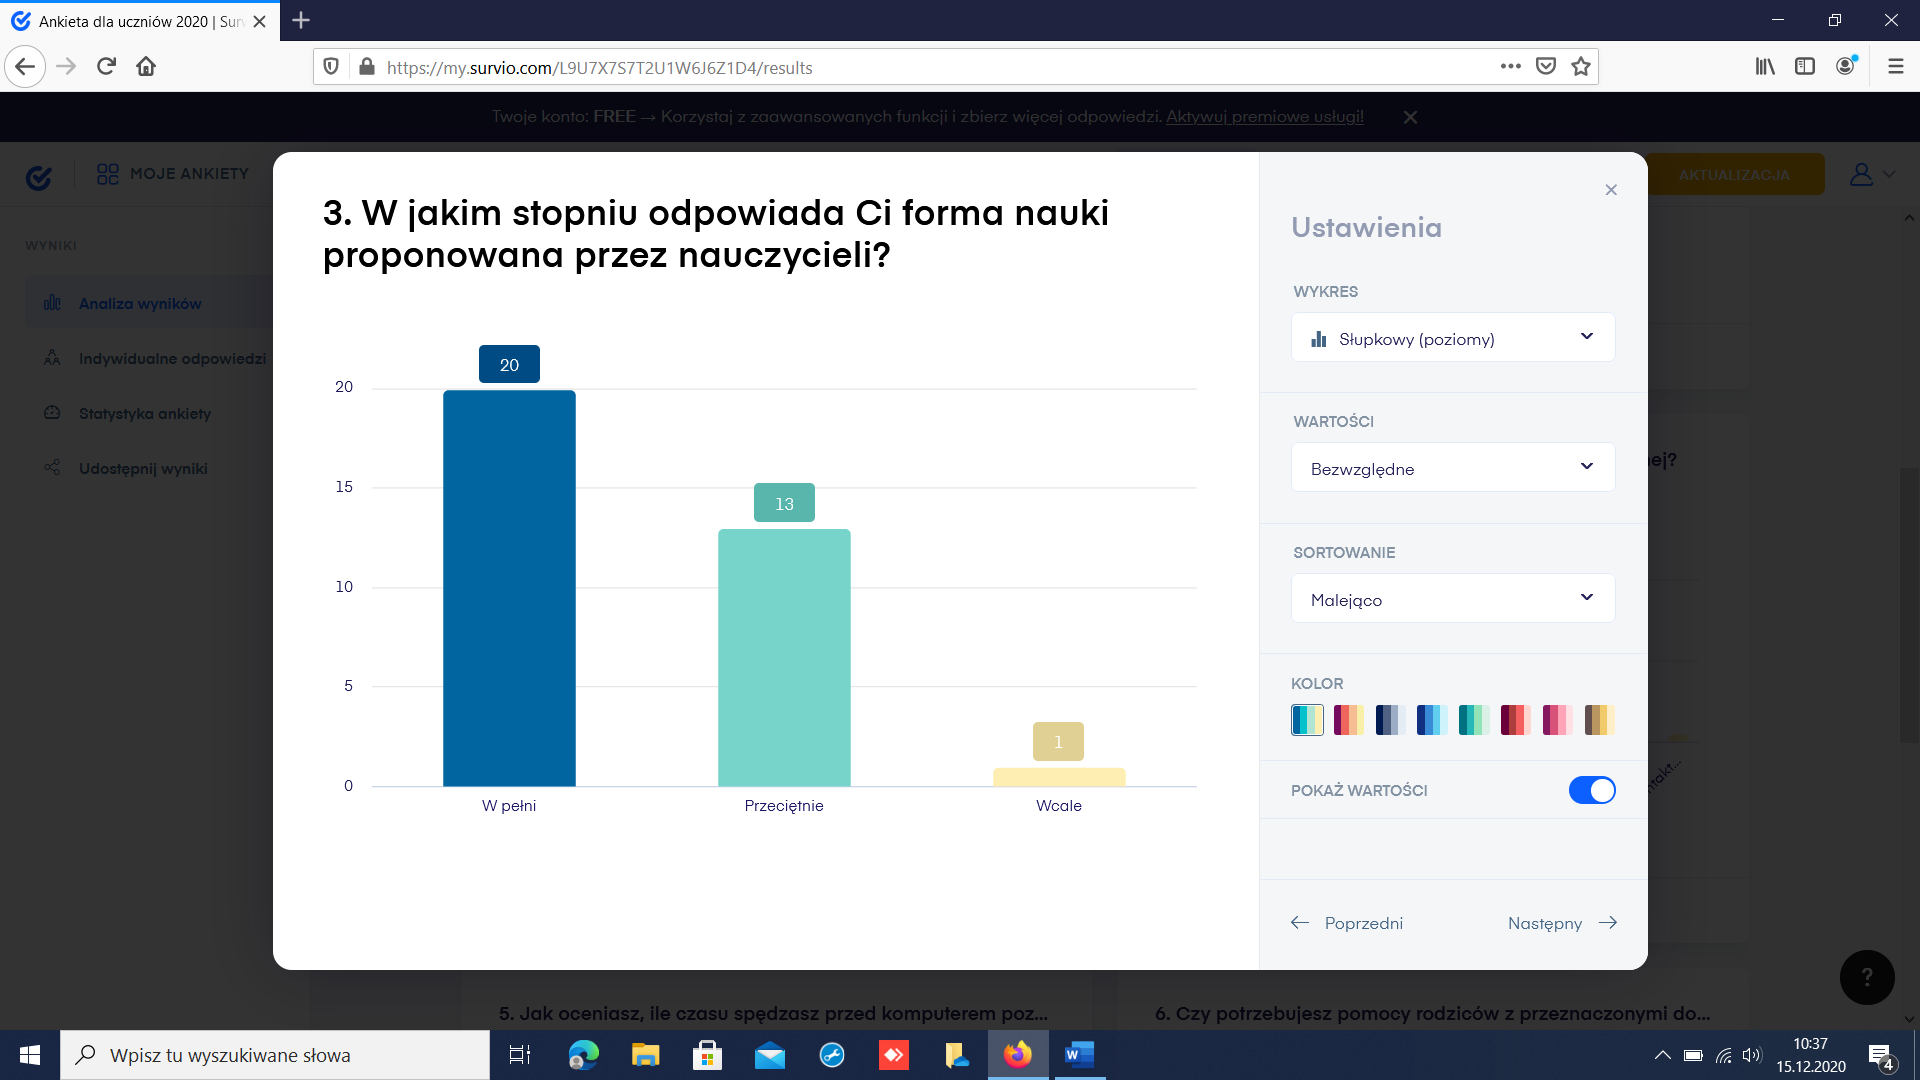 Ankieta dla uczniów 2020 | Surv
https://my.survio.com/L9U7X7S7T2U1W6J6Z1D4/results
Twoje konto: FREE → Korzystaj z zaawansowanych funkcji i zbierz więcej odpowiedzi. Aktywuj premiowe usługi!
MOJE ANKIETY
AKTUALIZACJA
WYNIKI
Analiza wyników
Indywidualne odpowiedzi
Statystyka ankiety
Udostępnij wyniki
3. W jakim stopniu odpowiada Ci forma nauki
proponowana przez nauczycieli?
20
20
15
13
10
5
1
0
W pełni
Przeciętnie
Wcale
Ustawienia
WYKRES
Słupkowy (poziomy)
WARTOŚCI
Bezwzględne
SORTOWANIE
Malejąco
KOLOR
POKAŻ WARTOŚCI
Poprzedni
Następny
ej?
?
5. Jak oceniasz, ile czasu spędzasz przed komputerem poz...
6. Czy potrzebujesz pomocy rodziców z przeznaczonymi do...
Wpisz tu wyszukiwane słowa
10:37
15.12.2020
4